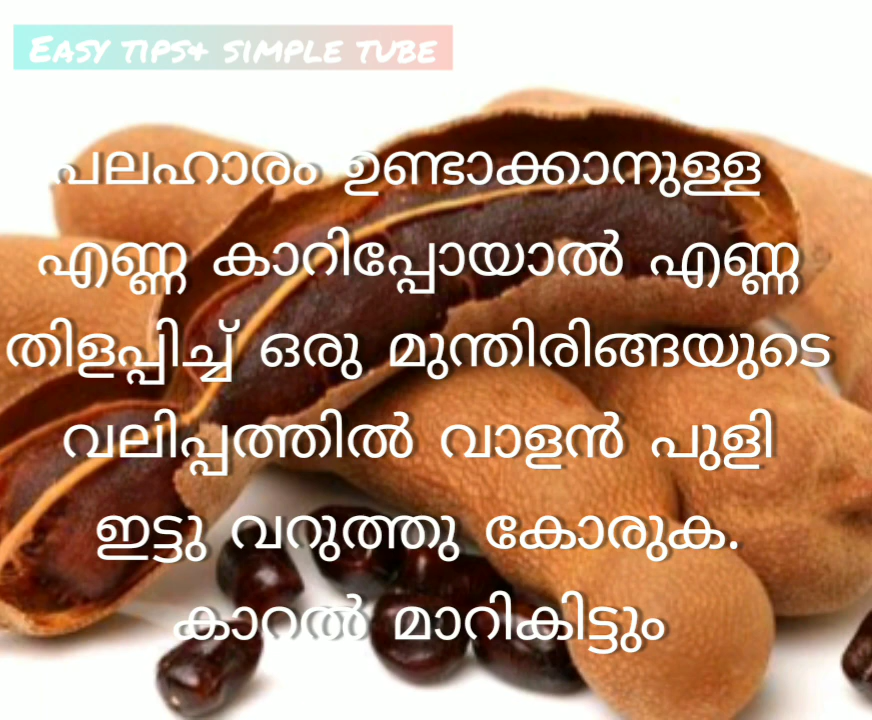 EASY TIPS& SIMPLE TUBE
പലഹാരം ഉണ്ടാക്കാനുള്ള
എണ്ണ കാറിപ്പോയാൽ എണ്ണ
തിളപ്പിച്ച് ഒരു മുന്തിരിങ്ങയുടെ
വലിപ്പത്തിൽ വാളൻ പുളി
ഇട്ടു വറുത്തു കോരുക.
കാറൽ മാറികിട്ടും